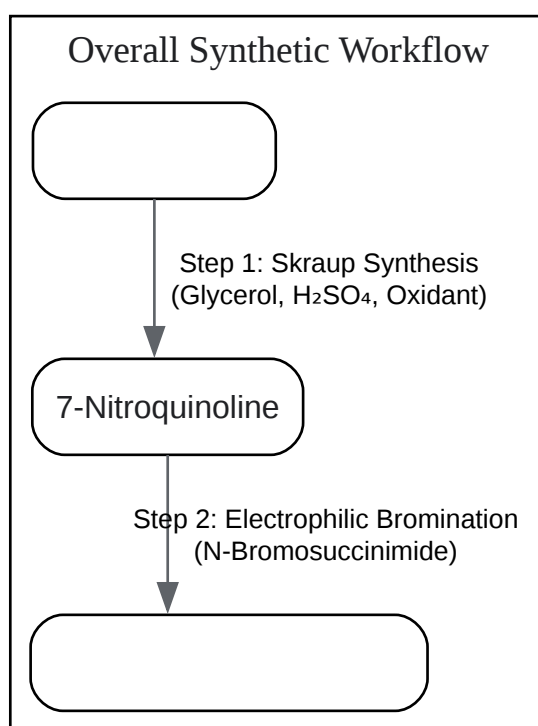 Overall Synthetic Workflow
Step 1: Skraup Synthesis
(Glycerol, H₂SO₄, Oxidant)
7-Nitroquinoline
Step 2: Electrophilic Bromination
(N-Bromosuccinimide)